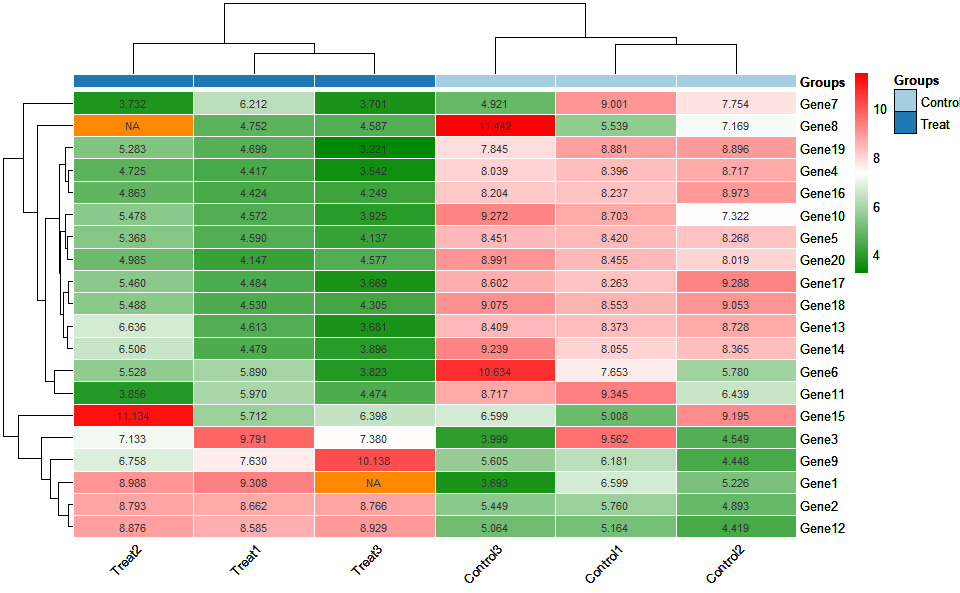 Groups
Groups
Control
Treat
10
8
6
4
3.732 6.212 3.701 4.921 9.001 7.754 Gene7
NA 4.752 4.587 11.442 5.539 7.169 Gene8
5.283 4.699 3.221 7.845 8.881 8.896 Gene19
4.725 4.417 3.542 8.039 8.396 8.717 Gene4
4.863 4.424 4.249 8.204 8.237 8.973 Gene16
5.478 4.572 3.925 9.272 8.703 7.322 Gene10
5.368 4.590 4.137 8.451 8.420 8.268 Gene5
4.985 4.147 4.577 8.991 8.455 8.019 Gene20
5.460 4.484 3.669 8.602 8.263 9.288 Gene17
5.488 4.530 4.305 9.075 8.553 9.053 Gene18
6.636 4.613 3.681 8.409 8.373 8.728 Gene13
6.506 4.479 3.896 9.239 8.055 8.365 Gene14
5.528 5.890 3.823 10.634 7.653 5.780 Gene6
3.856 5.970 4.474 8.717 9.345 6.439 Gene11
11.134 5.712 6.398 6.599 5.008 9.195 Gene15
7.133 9.791 7.380 3.999 9.562 4.549 Gene3
6.758 7.630 10.138 5.605 6.181 4.448 Gene9
8.988 9.308 NA 3.693 6.599 5.226 Gene1
8.793 8.662 8.766 5.449 5.760 4.893 Gene2
8.876 8.585 8.929 5.064 5.164 4.419 Gene12
Treat2 Treat1 Treat3 Control3 Control1 Control2